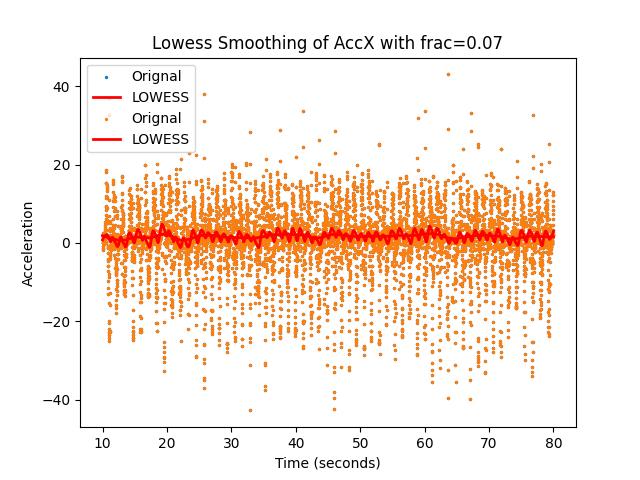 Lowess Smoothing of AccX with frac=0.07
Orignal
LOWESS
Orignal
LOWESS
40
20
0
−20
−40
Acceleration
10 20 30 40 50 60 70 80
Time (seconds)